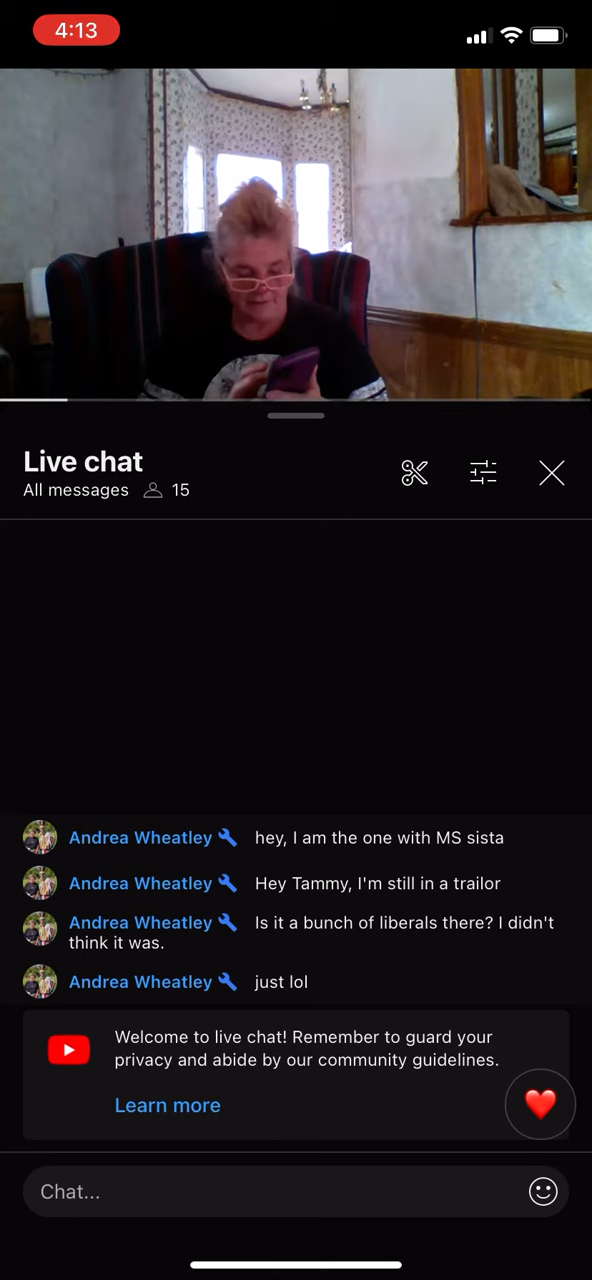 4:13
Live chat
All messages 15
Andrea Wheatley hey, I am the one with MS sista
Andrea Wheatley Hey Tammy, I'm still in a trailor
Andrea Wheatley Is it a bunch of liberals there? I didn't
think it was.
Andrea Wheatley just lol
Welcome to live chat! Remember to guard your
privacy and abide by our community guidelines.
Learn more
Chat...